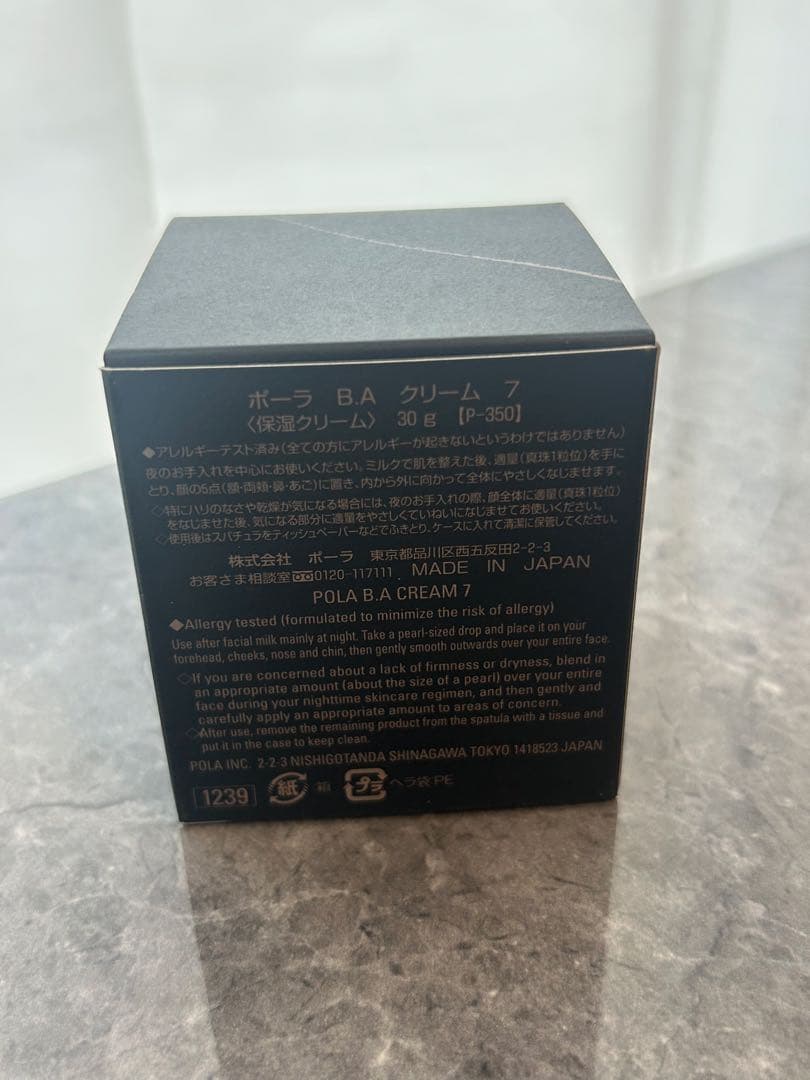 ポーラ B.A クリーム 7
〈保湿クリーム〉 30g 【P-350】
◆アレルギーテスト済み(全ての方にアレルギーが起きないというわけではありません)
夜のお手入れを中心にお使いください。ミルクで肌を整えた後、適量(真珠1粒位)を手に
とり、顔の5点(額・両頬・鼻・あご)に置き、内から外に向かって全体にやさしくなじませます。
◇特にハリのなさや乾燥が気になる場合には、夜のお手入れの際、顔全体に適量(真珠1粒位)
をなじませた後、気になる部分に適量をやさしくていねいになじませてお使いください。
◇使用後はスパチュラをティッシュペーパーなどでふきとり、ケースに入れて清潔に保管してください。
株式会社 ポーラ 東京都品川区西五反田2-2-3
お客さま相談室 0120-117111 MADE IN JAPAN
POLA B.A CREAM 7
◆Allergy tested (formulated to minimize the risk of allergy)
Use after facial milk mainly at night. Take a pearl-sized drop and place it on your
forehead, cheeks, nose and chin, then gently smooth outwards over your entire face.
◇If you are concerned about a lack of firmness or dryness, blend in
an appropriate amount (about the size of a pearl) over your entire
face during your nighttime skincare regimen, and then gently and
carefully apply an appropriate amount to areas of concern.
◇After use, remove the remaining product from the spatula with a tissue and
put it in the case to keep clean.
POLA INC. 2-2-3 NISHIGOTANDA SHINAGAWA TOKYO 1418523 JAPAN
1239 紙 箱 プラ ヘラ袋 PE